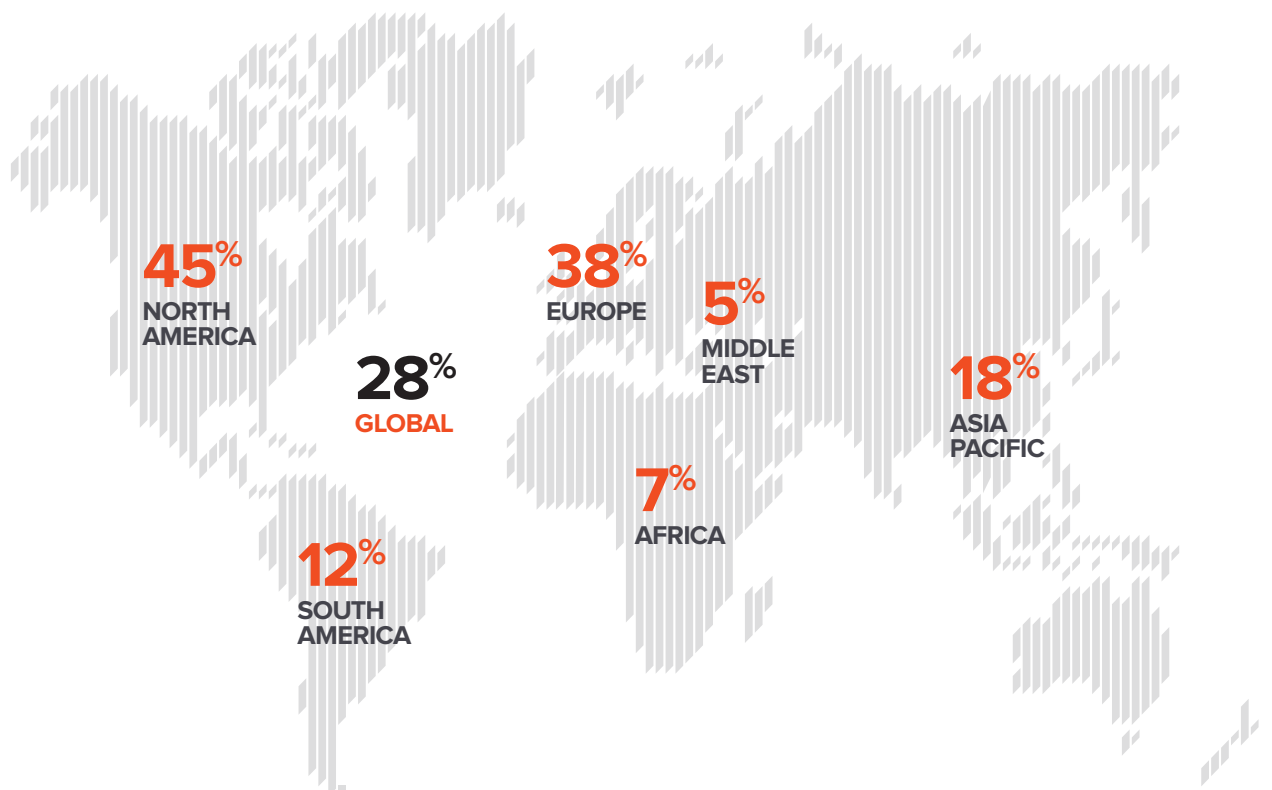 45%
NORTH
AMERICA
38%
EUROPE
5%
MIDDLE
EAST
28%
GLOBAL
18%
ASIA
PACIFIC
7%
AFRICA
12%
SOUTH
AMERICA